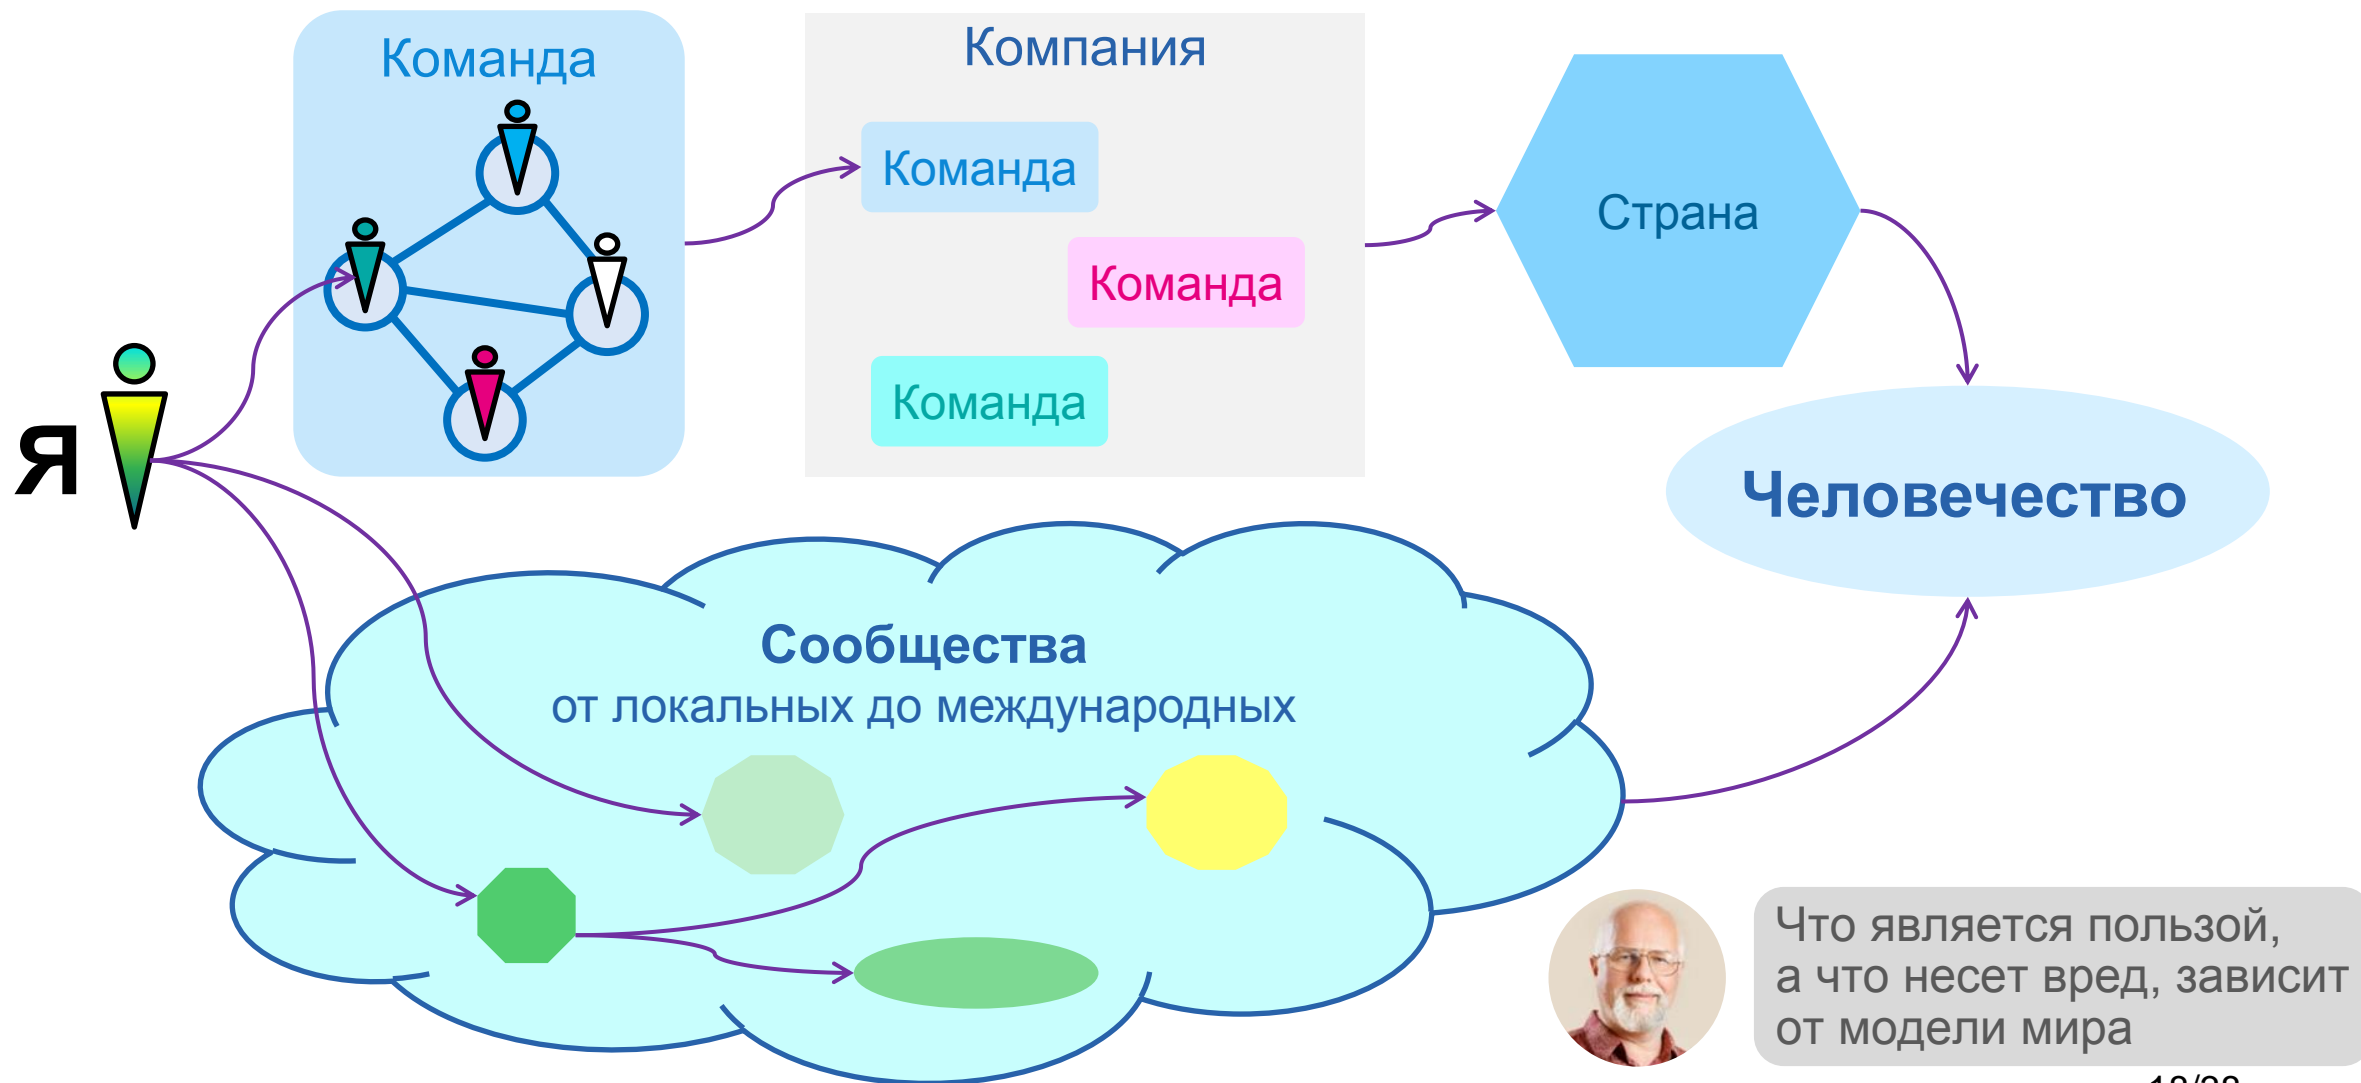 Команда
Компания
Команда
Команда
Команда
Страна
Я
Человечество
Сообщества
от локальных до международных
Что является пользой,
а что несет вред, зависит
от модели мира